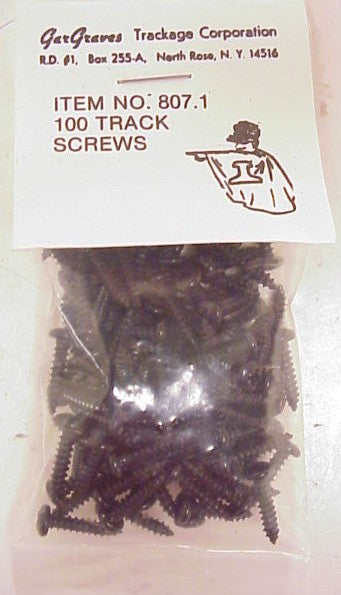 GarGraves Trackage Corporation
R.D. #1, Box 255-A, North Rose, N. Y. 14516
ITEM NO. 807.1
100 TRACK
SCREWS